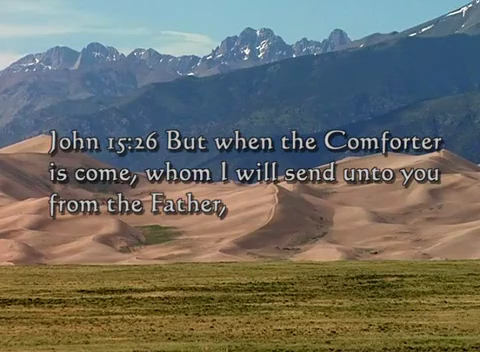 John 15:26 But when the Comforter
is come, whom I will send unto you
from the Father,